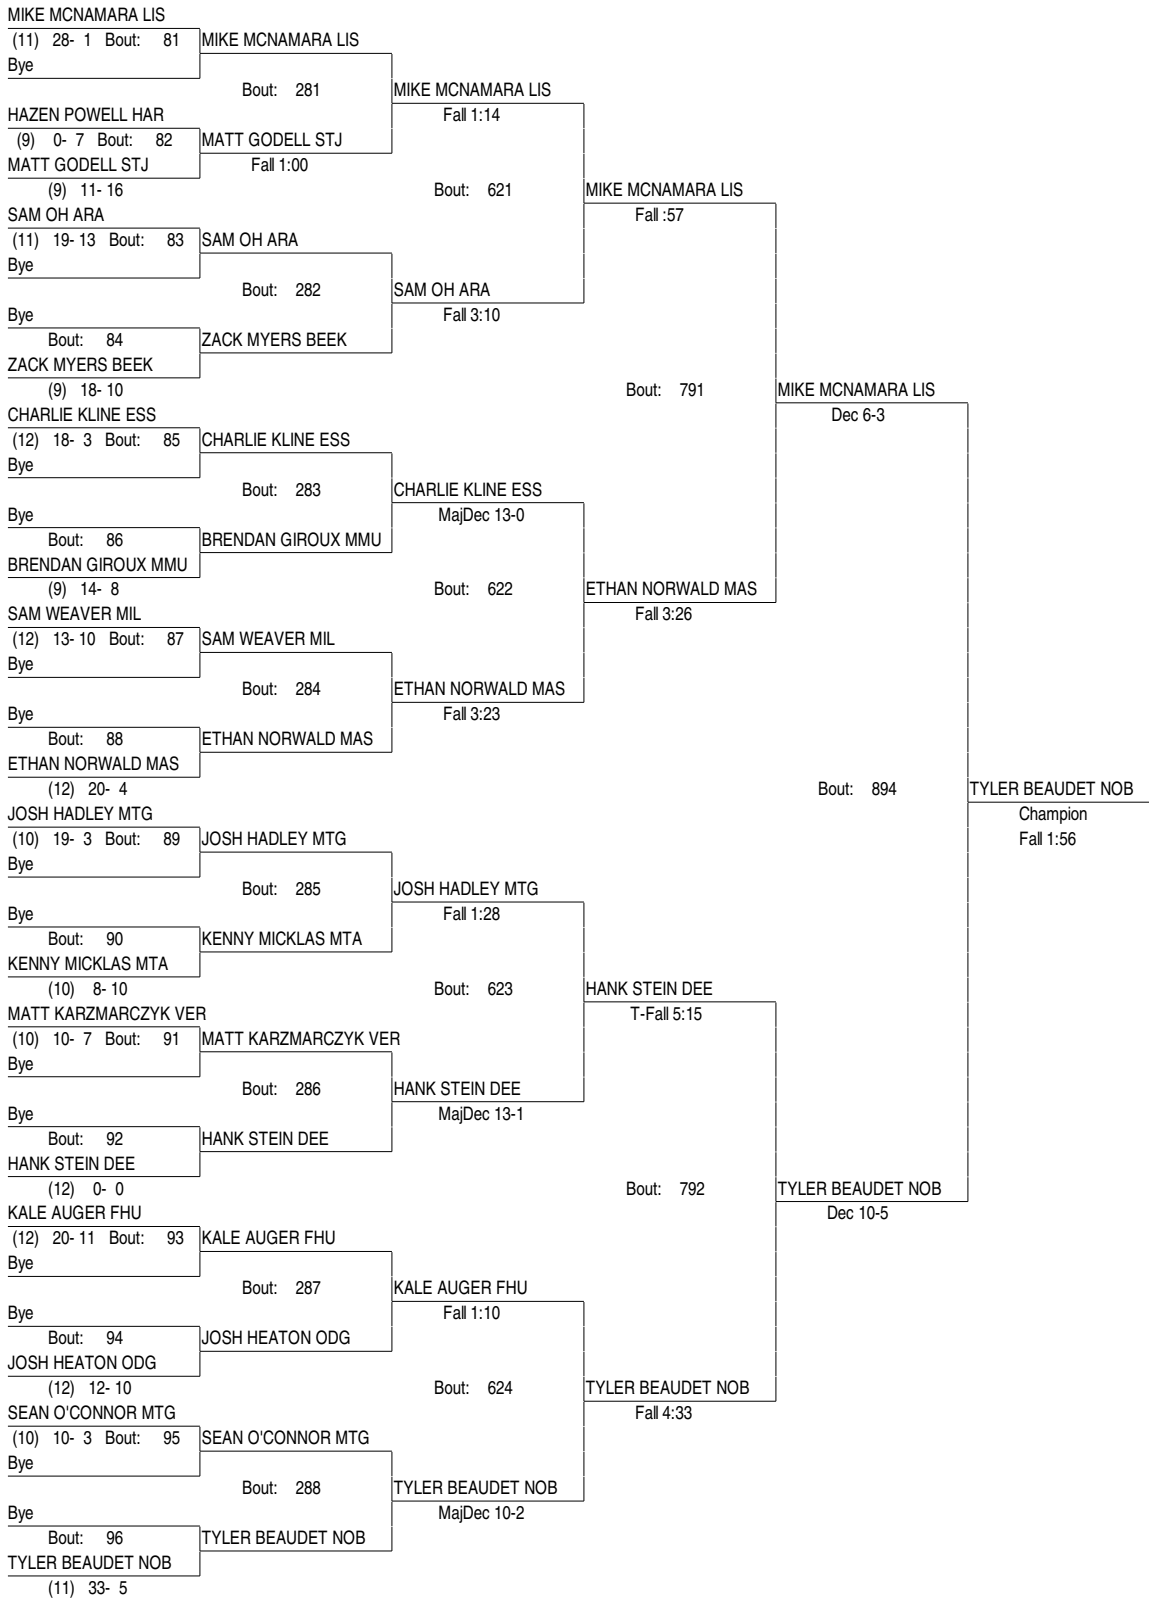 MIKE MCNAMARA LIS
(11) 28- 1 Bout: 81 MIKE MCNAMARA LIS
Bye
Bout: 281 MIKE MCNAMARA LIS
HAZEN POWELL HAR Fall 1:14
(9) 0- 7 Bout: 82 MATT GODELL STJ
MATT GODELL STJ Fall 1:00
(9) 11- 16 Bout: 621 MIKE MCNAMARA LIS
SAM OH ARA Fall :57
(11) 19- 13 Bout: 83 SAM OH ARA
Bye
Bout: 282 SAM OH ARA
Bye Fall 3:10
Bout: 84 ZACK MYERS BEEK
ZACK MYERS BEEK
(9) 18- 10 Bout: 791 MIKE MCNAMARA LIS
CHARLIE KLINE ESS Dec 6-3
(12) 18- 3 Bout: 85 CHARLIE KLINE ESS
Bye
Bout: 283 CHARLIE KLINE ESS
Bye MajDec 13-0
Bout: 86 BRENDAN GIROUX MMU
BRENDAN GIROUX MMU
(9) 14- 8 Bout: 622 ETHAN NORWALD MAS
SAM WEAVER MIL Fall 3:26
(12) 13- 10 Bout: 87 SAM WEAVER MIL
Bye
Bout: 284 ETHAN NORWALD MAS
Bye Fall 3:23
Bout: 88 ETHAN NORWALD MAS
ETHAN NORWALD MAS
(12) 20- 4 Bout: 894 TYLER BEAUDET NOB
JOSH HADLEY MTG Champion
(10) 19- 3 Bout: 89 JOSH HADLEY MTG Fall 1:56
Bye
Bout: 285 JOSH HADLEY MTG
Bye Fall 1:28
Bout: 90 KENNY MICKLAS MTA
KENNY MICKLAS MTA
(10) 8- 10 Bout: 623 HANK STEIN DEE
MATT KARZMARCZYK VER T-Fall 5:15
(10) 10- 7 Bout: 91 MATT KARZMARCZYK VER
Bye
Bout: 286 HANK STEIN DEE
Bye MajDec 13-1
Bout: 92 HANK STEIN DEE
HANK STEIN DEE
(12) 0- 0 Bout: 792 TYLER BEAUDET NOB
KALE AUGER FHU Dec 10-5
(12) 20- 11 Bout: 93 KALE AUGER FHU
Bye
Bout: 287 KALE AUGER FHU
Bye Fall 1:10
Bout: 94 JOSH HEATON ODG
JOSH HEATON ODG
(12) 12- 10 Bout: 624 TYLER BEAUDET NOB
SEAN O'CONNOR MTG Fall 4:33
(10) 10- 3 Bout: 95 SEAN O'CONNOR MTG
Bye
Bout: 288 TYLER BEAUDET NOB
Bye MajDec 10-2
Bout: 96 TYLER BEAUDET NOB
TYLER BEAUDET NOB
(11) 33- 5